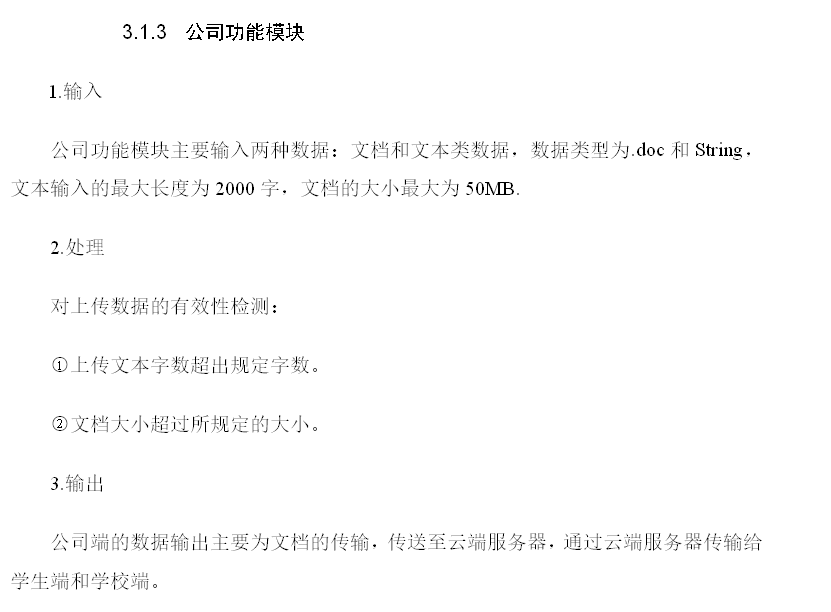 3.1.3 公司功能模块
1.输入
公司功能模块主要输入两种数据：文档和文本类数据，数据类型为.doc 和 String，
文本输入的最大长度为 2000 字，文档的大小最大为 50MB.
2.处理
对上传数据的有效性检测：
①上传文本字数超出规定字数。
②文档大小超过所规定的大小。
3.输出
公司端的数据输出主要为文档的传输，传送至云端服务器，通过云端服务器传输给
学生端和学校端。